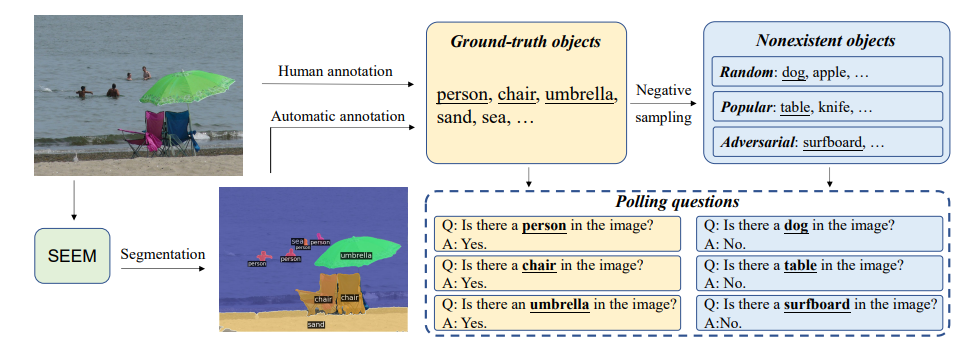 Human annotation
Automatic annotation
Ground-truth objects
person, chair, umbrella,
sand, sea, …
Negative
sampling
Nonexistent objects
Random: dog, apple, …
Popular: table, knife, …
Adversarial: surfboard, …
SEEM
Segmentation
sea
person
person
person
person
umbrella
chair
chair
sand
Polling questions
Q: Is there a person in the image?
A: Yes.
Q: Is there a chair in the image?
A: Yes.
Q: Is there an umbrella in the image?
A: Yes.
Q: Is there a dog in the image?
A: No.
Q: Is there a table in the image?
A: No.
Q: Is there a surfboard in the image?
A:No.